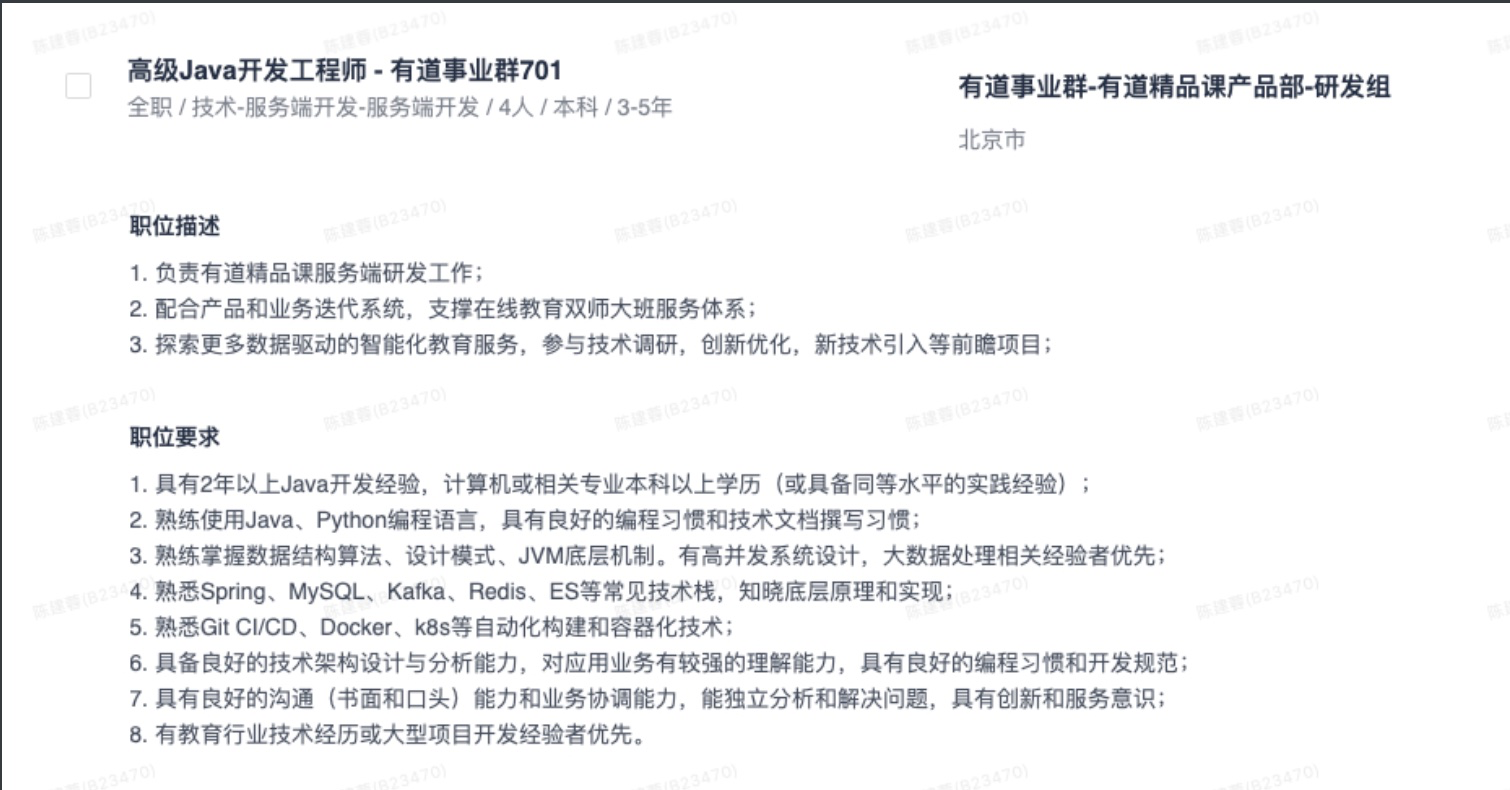 高级Java开发工程师 - 有道事业群701
全职 / 技术-服务端开发-服务端开发 / 4人 / 本科 / 3-5年
有道事业群-有道精品课产品部-研发组
北京市
职位描述
1. 负责有道精品课服务端研发工作；
2. 配合产品和业务迭代系统，支撑在线教育双师大班服务体系；
3. 探索更多数据驱动的智能化教育服务，参与技术调研，创新优化，新技术引入等前瞻项目；
职位要求
1. 具有2年以上Java开发经验，计算机或相关专业本科以上学历（或具备同等水平的实践经验）；
2. 熟练使用Java、Python编程语言，具有良好的编程习惯和技术文档撰写习惯；
3. 熟练掌握数据结构算法、设计模式、JVM底层机制。有高并发系统设计，大数据处理相关经验者优先；
4. 熟悉Spring、MySQL、Kafka、Redis、ES等常见技术栈，知晓底层原理和实现；
5. 熟悉Git CI/CD、Docker、k8s等自动化构建和容器化技术；
6. 具备良好的技术架构设计与分析能力，对应用业务有较强的理解能力，具有良好的编程习惯和开发规范；
7. 具有良好的沟通（书面和口头）能力和业务协调能力，能独立分析和解决问题，具有创新和服务意识；
8. 有教育行业技术经历或大型项目开发经验者优先。